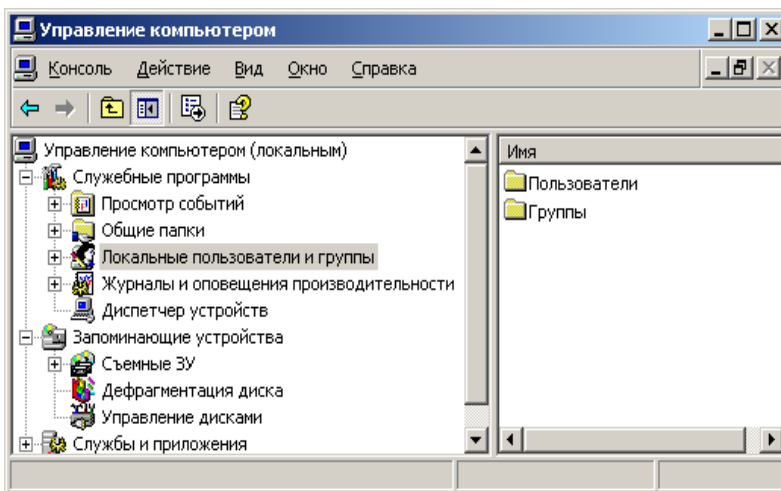 Управление компьютером
Консоль Действие Вид Окно Справка
Управление компьютером (локальным)
Служебные программы
Просмотр событий
Общие папки
Локальные пользователи и группы
Журналы и оповещения производительности
Диспетчер устройств
Запоминающие устройства
Съемные ЗУ
Дефрагментация диска
Управление дисками
Службы и приложения
Имя
Пользователи
Группы